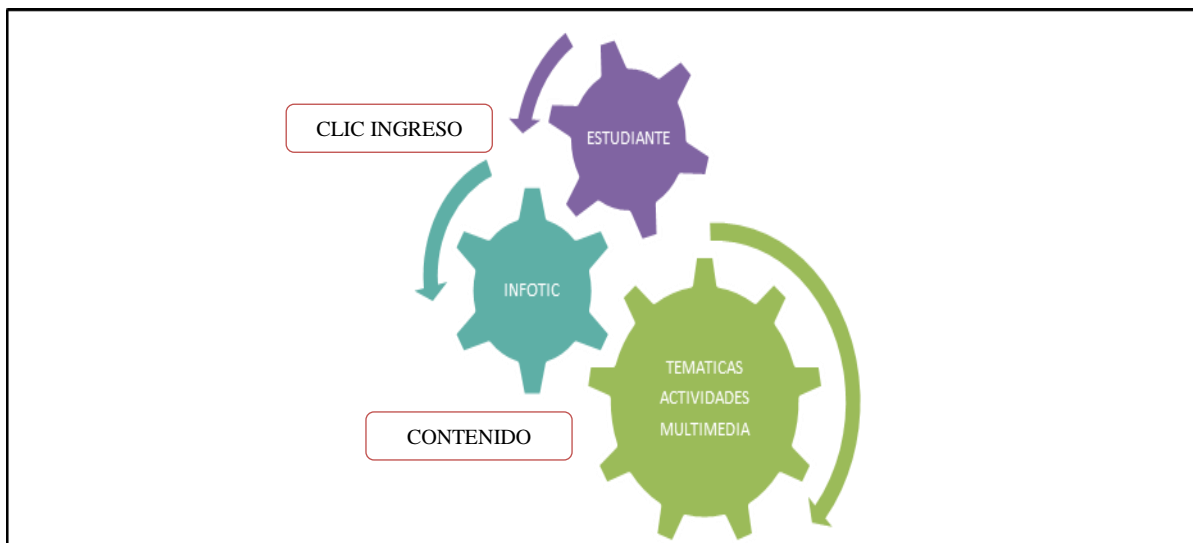 CLIC INGRESO
ESTUDIANTE
INFOTIC
TEMATICAS
ACTIVIDADES
MULTIMEDIA
CONTENIDO